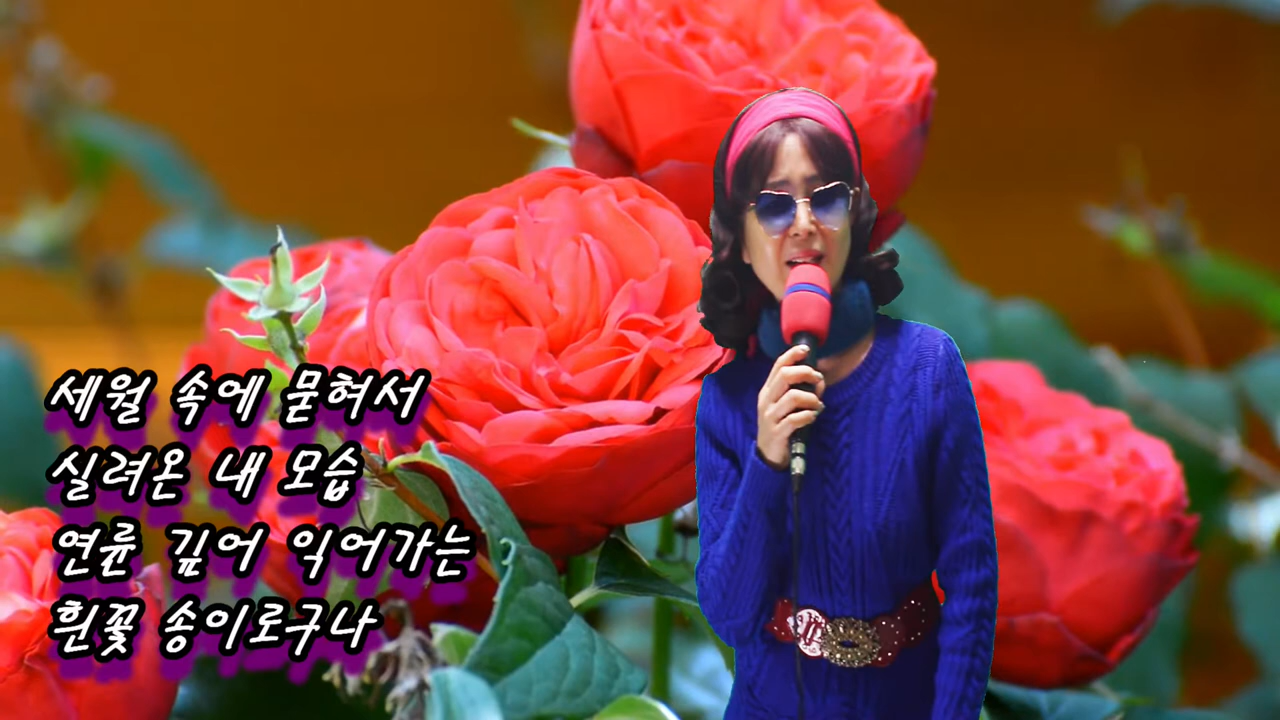 세월 속에 묻혀서
실려온 내 모습
연륜 깊어 익어가는
흰꽃 송이로구나